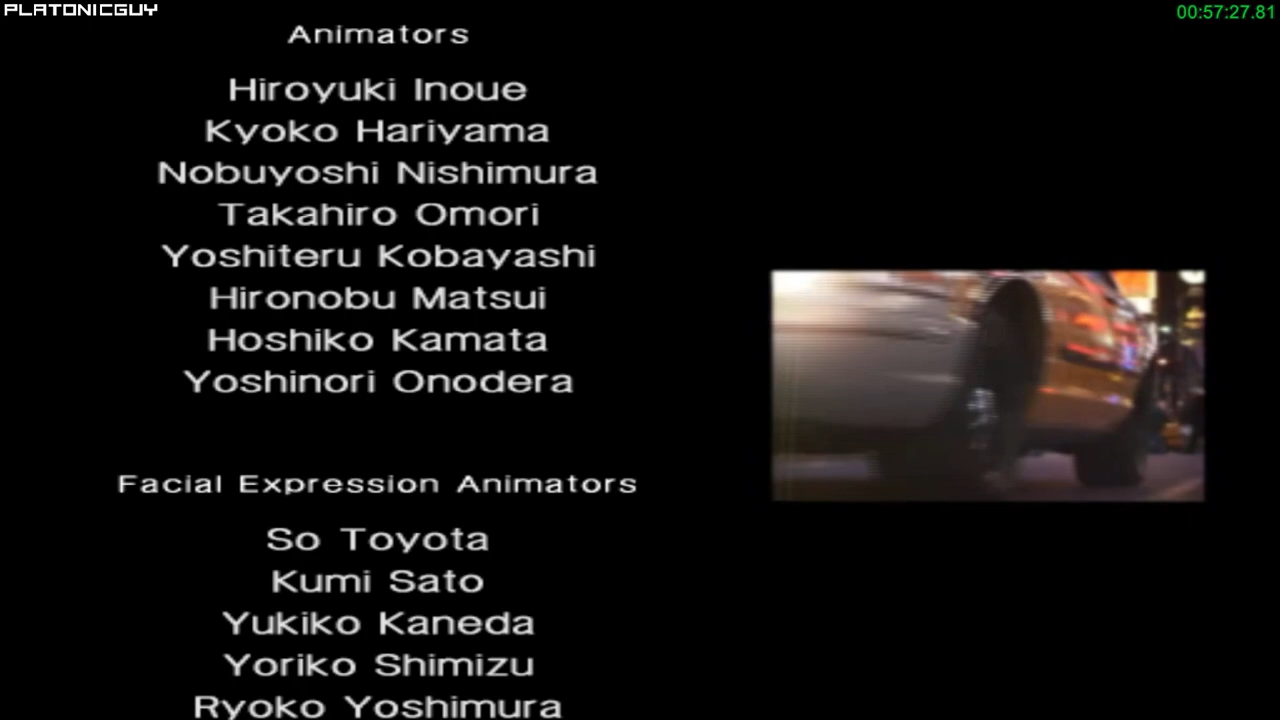 PLATONICGUY
00:57:27.81
Animators
Hiroyuki Inoue
Kyoko Hariyama
Nobuyoshi Nishimura
Takahiro Omori
Yoshiteru Kobayashi
Hironobu Matsui
Hoshiko Kamata
Yoshinori Onodera
Facial Expression Animators
So Toyota
Kumi Sato
Yukiko Kaneda
Yoriko Shimizu
Ryoko Yoshimura